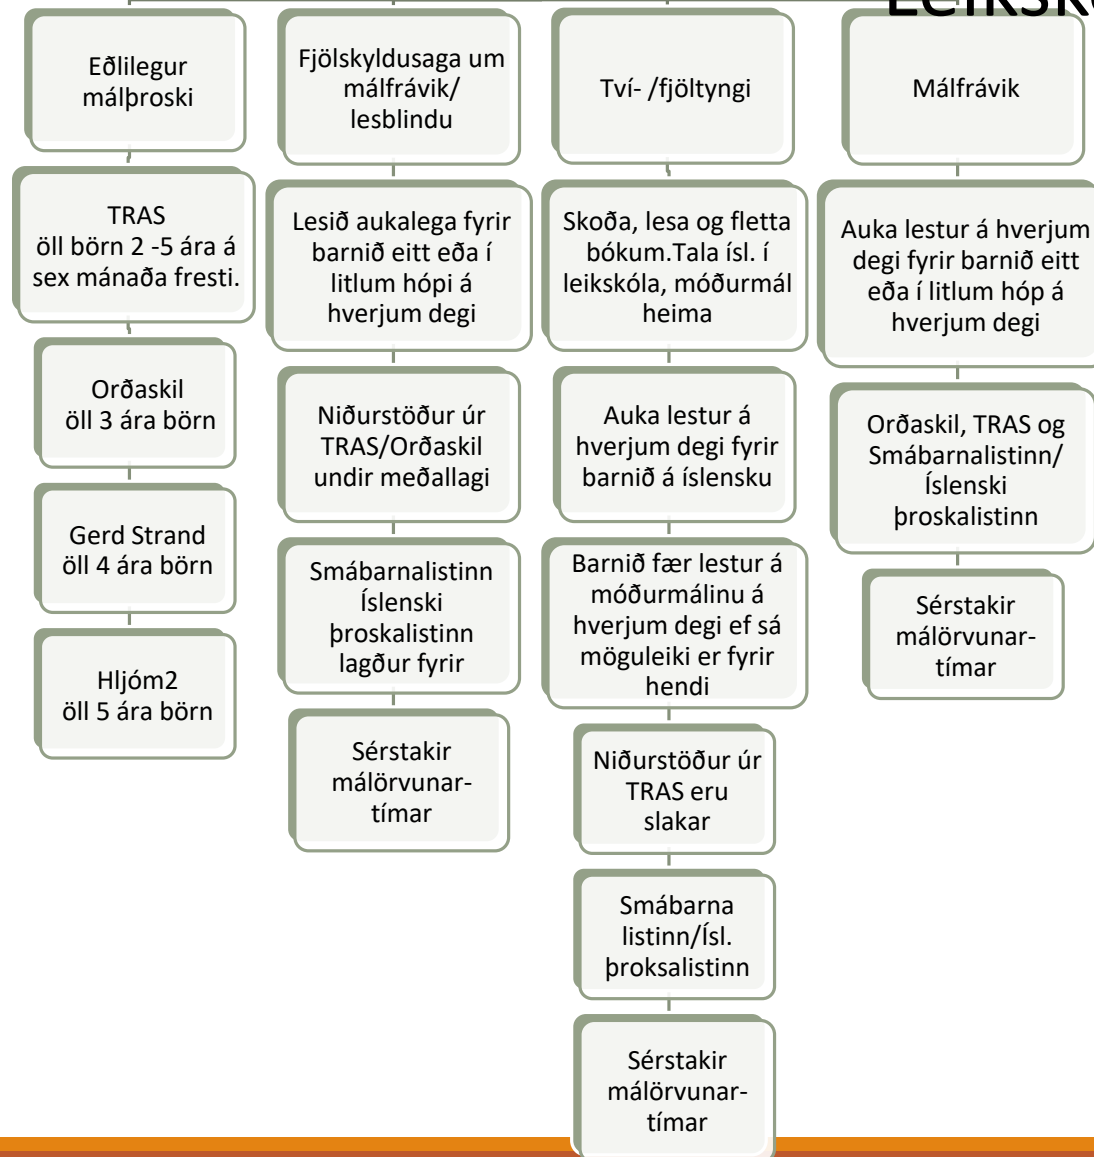 Eðlilegur
málþroski
TRAS
öll börn 2 -5 ára á
sex mánaða fresti.
Orðaskil
öll 3 ára börn
Gerd Strand
öll 4 ára börn
Hljóm2
öll 5 ára börn
Fjölskyldusaga um
málfrávik/
lesblindu
Lesið aukalega fyrir
barnið eitt eða í
litlum hópi á
hverjum degi
Niðurstöður úr
TRAS/Orðaskil
undir meðallagi
Smábarnalistinn
Íslenski
þroskalistinn
lagður fyrir
Sérstakir
málörvunar-
tímar
Tví- /fjöltyngi
Skoða, lesa og fletta
bókum.Tala ísl. í
leikskóla, móðurmál
heima
Auka lestur á
hverjum degi fyrir
barnið á íslensku
Barnið fær lestur á
móðurmálinu á
hverjum degi ef sá
möguleiki er fyrir
hendi
Niðurstöður úr
TRAS eru
slakar
Smábarna
listinn/Ísl.
þroksalistinn
Sérstakir
málörvunar-
tímar
Málfrávik
Auka lestur á hverjum
degi fyrir barnið eitt
eða í litlum hóp á
hverjum degi
Orðaskil, TRAS og
Smábarnalistinn/
Íslenski
þroskalistinn
Sérstakir
málörvunar-
tímar